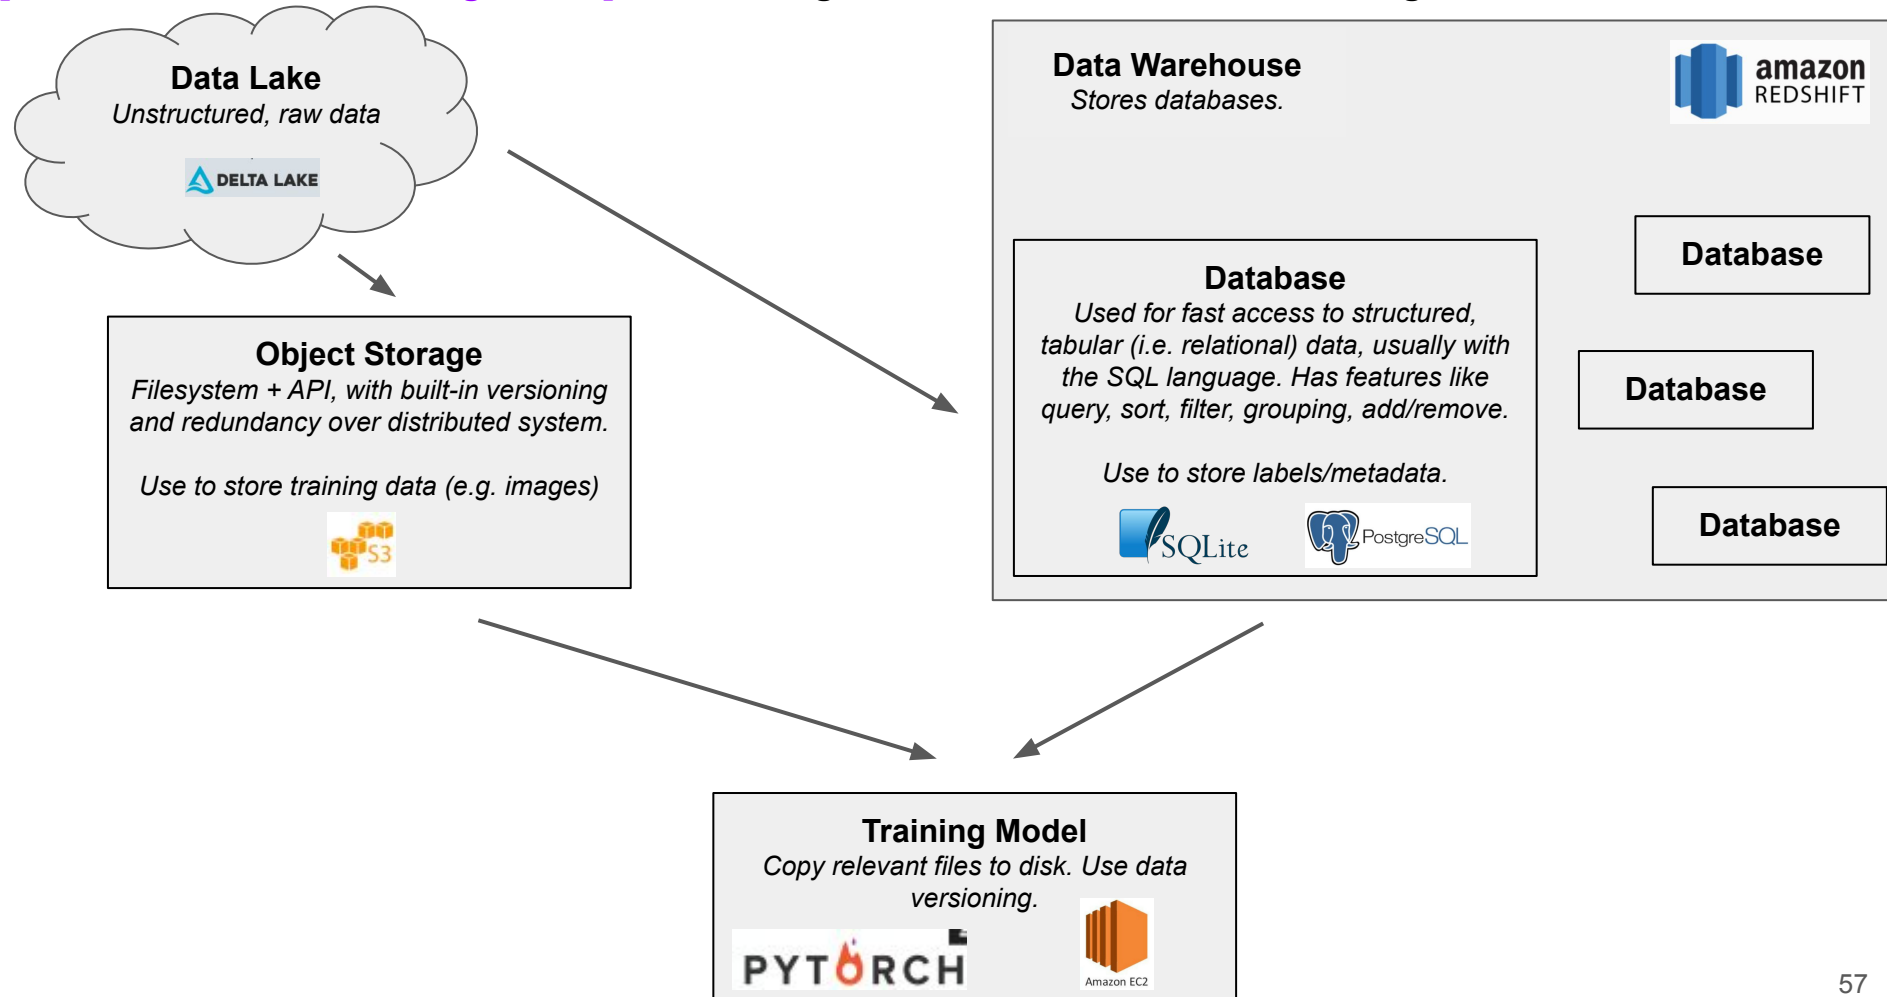 Data Lake
Unstructured, raw data
DELTA LAKE
Data Warehouse
Stores databases.
amazon
REDSHIFT
Object Storage
Filesystem + API, with built-in versioning
and redundancy over distributed system.
Use to store training data (e.g. images)
S3
Database
Used for fast access to structured,
tabular (i.e. relational) data, usually with
the SQL language. Has features like
query, sort, filter, grouping, add/remove.
Use to store labels/metadata.
SQLite
PostgreSQL
Database
Database
Database
Training Model
Copy relevant files to disk. Use data
versioning.
PYTORCH
Amazon EC2
57